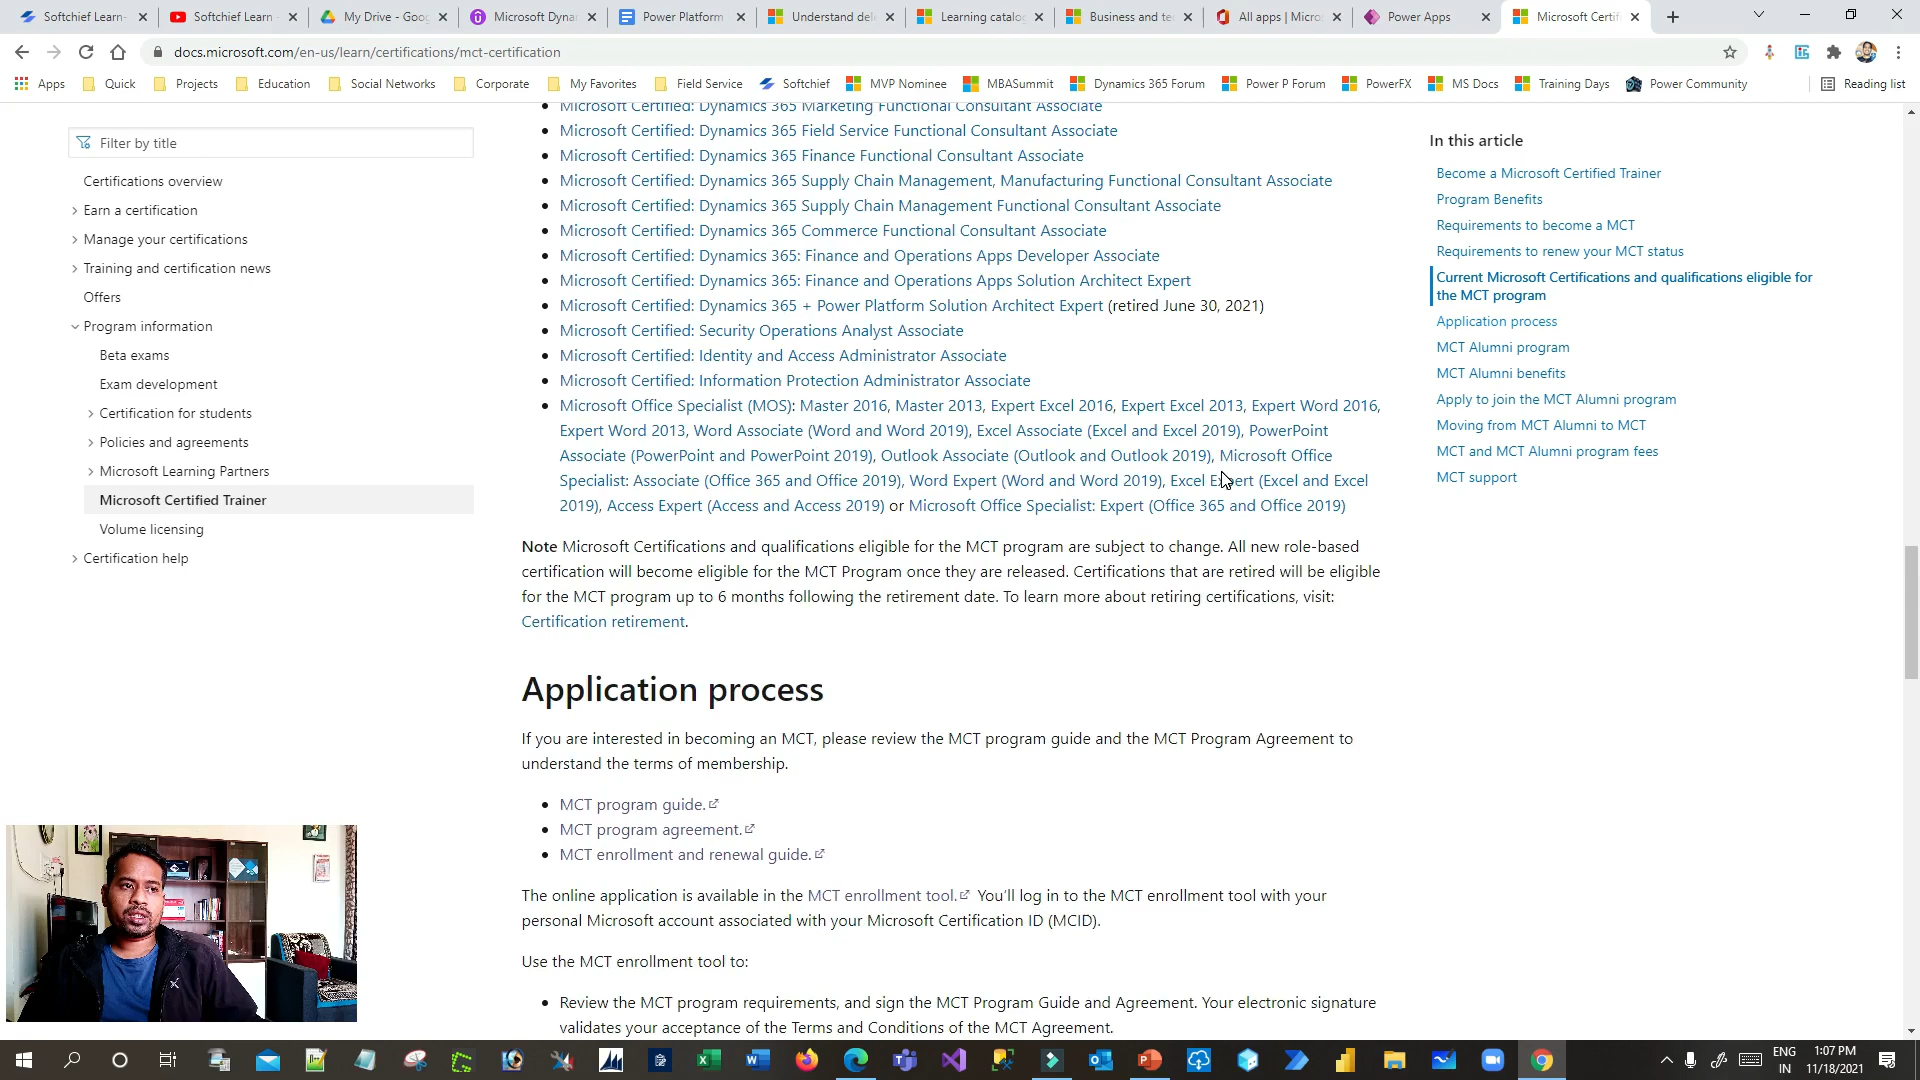 Softchief Learn-
Softchief Learn
My Drive - Goo
Microsoft Dyna
Power Platform
Understand del
Learning catalo
Business and te
All apps | Micro
Power Apps
Microsoft Certif
docs.microsoft.com/en-us/learn/certifications/mct-certification
Apps
Quick
Projects
Education
Social Networks
Corporate
My Favorites
Field Service
Softchief
MVP Nominee
MBASummit
Dynamics 365 Forum
Power P Forum
PowerFX
MS Docs
Training Days
Power Community
Reading list
Filter by title
Certifications overview
Earn a certification
Manage your certifications
Training and certification news
Offers
Program information
Beta exams
Exam development
Certification for students
Policies and agreements
Microsoft Learning Partners
Microsoft Certified Trainer
Volume licensing
Certification help
Microsoft Certified: Dynamics 365 Marketing Functional Consultant Associate
Microsoft Certified: Dynamics 365 Field Service Functional Consultant Associate
Microsoft Certified: Dynamics 365 Finance Functional Consultant Associate
Microsoft Certified: Dynamics 365 Supply Chain Management, Manufacturing Functional Consultant Associate
Microsoft Certified: Dynamics 365 Supply Chain Management Functional Consultant Associate
Microsoft Certified: Dynamics 365 Commerce Functional Consultant Associate
Microsoft Certified: Dynamics 365: Finance and Operations Apps Developer Associate
Microsoft Certified: Dynamics 365: Finance and Operations Apps Solution Architect Expert
Microsoft Certified: Dynamics 365 + Power Platform Solution Architect Expert (retired June 30, 2021)
Microsoft Certified: Security Operations Analyst Associate
Microsoft Certified: Identity and Access Administrator Associate
Microsoft Certified: Information Protection Administrator Associate
Microsoft Office Specialist (MOS): Master 2016, Master 2013, Expert Excel 2016, Expert Excel 2013, Expert Word 2016,
Expert Word 2013, Word Associate (Word and Word 2019), Excel Associate (Excel and Excel 2019), PowerPoint
Associate (PowerPoint and PowerPoint 2019), Outlook Associate (Outlook and Outlook 2019), Microsoft Office
Specialist: Associate (Office 365 and Office 2019), Word Expert (Word and Word 2019), Excel Expert (Excel and Excel
2019), Access Expert (Access and Access 2019) or Microsoft Office Specialist: Expert (Office 365 and Office 2019)
Note Microsoft Certifications and qualifications eligible for the MCT program are subject to change. All new role-based
certification will become eligible for the MCT Program once they are released. Certifications that are retired will be eligible
for the MCT program up to 6 months following the retirement date. To learn more about retiring certifications, visit:
Certification retirement.
Application process
If you are interested in becoming an MCT, please review the MCT program guide and the MCT Program Agreement to
understand the terms of membership.
MCT program guide.
MCT program agreement.
MCT enrollment and renewal guide.
The online application is available in the MCT enrollment tool. You'll log in to the MCT enrollment tool with your
personal Microsoft account associated with your Microsoft Certification ID (MCID).
Use the MCT enrollment tool to:
Review the MCT program requirements, and sign the MCT Program Guide and Agreement. Your electronic signature
validates your acceptance of the Terms and Conditions of the MCT Agreement.
In this article
Become a Microsoft Certified Trainer
Program Benefits
Requirements to become a MCT
Requirements to renew your MCT status
Current Microsoft Certifications and qualifications eligible for
the MCT program
Application process
MCT Alumni program
MCT Alumni benefits
Apply to join the MCT Alumni program
Moving from MCT Alumni to MCT
MCT and MCT Alumni program fees
MCT support
ENG
IN
1:07 PM
11/18/2021